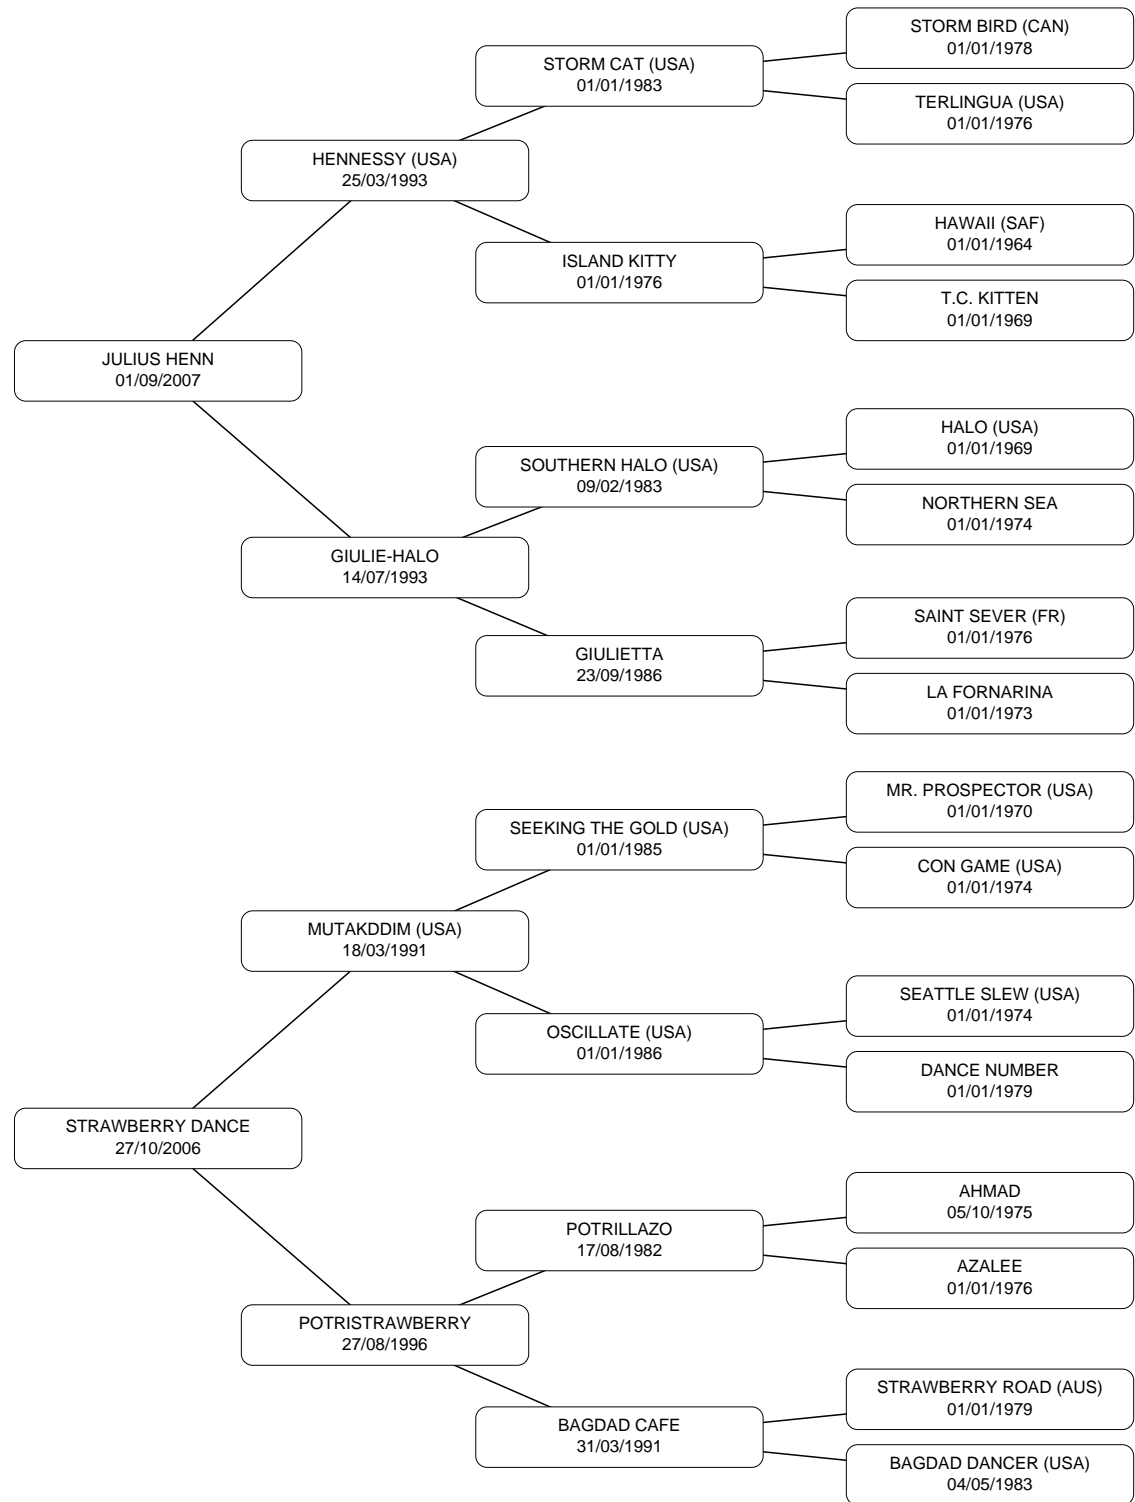 STORM BIRD (CAN)
01/01/1978
STORM CAT (USA)
01/01/1983
TERLINGUA (USA)
01/01/1976
HENNESSY (USA)
25/03/1993
HAWAII (SAF)
01/01/1964
ISLAND KITTY
01/01/1976
T.C. KITTEN
01/01/1969
JULIUS HENN
01/09/2007
HALO (USA)
01/01/1969
SOUTHERN HALO (USA)
09/02/1983
NORTHERN SEA
01/01/1974
GIULIE-HALO
14/07/1993
SAINT SEVER (FR)
01/01/1976
GIULIETTA
23/09/1986
LA FORNARINA
01/01/1973
MR. PROSPECTOR (USA)
01/01/1970
SEEKING THE GOLD (USA)
01/01/1985
CON GAME (USA)
01/01/1974
MUTAKDDIM (USA)
18/03/1991
SEATTLE SLEW (USA)
01/01/1974
OSCILLATE (USA)
01/01/1986
DANCE NUMBER
01/01/1979
STRAWBERRY DANCE
27/10/2006
AHMAD
05/10/1975
POTRILLAZO
17/08/1982
AZALEE
01/01/1976
POTRISTRAWBERRY
27/08/1996
STRAWBERRY ROAD (AUS)
01/01/1979
BAGDAD CAFE
31/03/1991
BAGDAD DANCER (USA)
04/05/1983